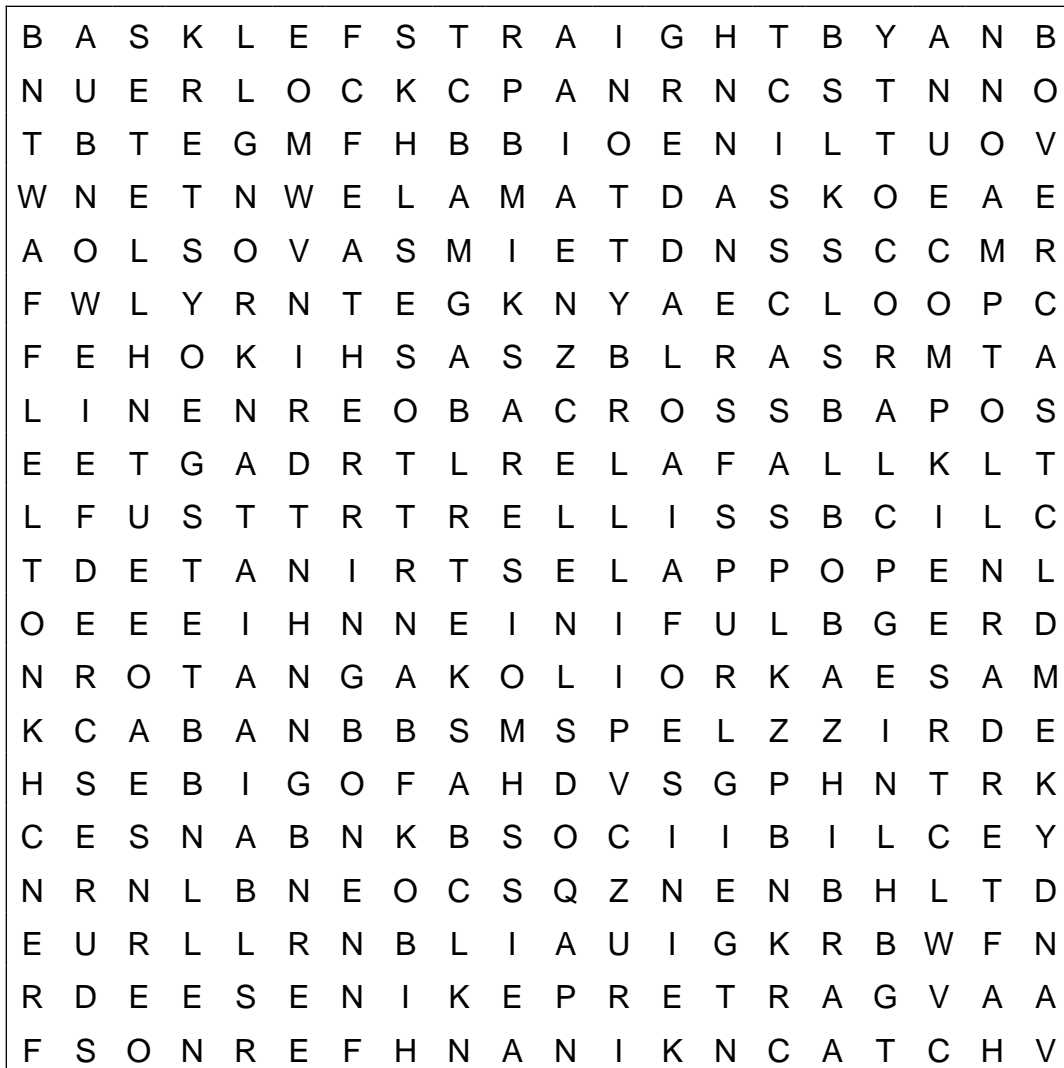 B A S K L E F S T R A I G H T B Y A N B
N U E R L O C K C P A N R N C S T N N O
T B T E G M F H B B I O E N I L T U O V
W N E T N W E L A M A T D A S K O E A E
A O L S O V A S M I E T D N S S C C M R
F W L Y R N T E G K N Y A E C L O O P C
F E H O K I H S A S Z B L R A S R M T A
L I N E N R E O B A C R O S S B A P O S
E E T G A D R T L R E L A F A L L K L T
L F U S T T R T R E L L I S S B C I L C
T D E T A N I R T S E L A P P O P E N L
O E E E I H N N E I N I F U L B G E R D
N R O T A N G A K O L I O R K A E S A M
K C A B A N B B S M S P E L Z Z I R D E
H S E B I G O F A H D V S G P H N T R K
C E S N A B N K B S O C I I B I L C E Y
N R N L B N E O C S Q Z N E N B H L T D
E U R L L R N B L I A U I G K R B W F N
R D E E S E N I K E P R E T R A G V A A
F S O N R E F H N A N I K N C A T C H V